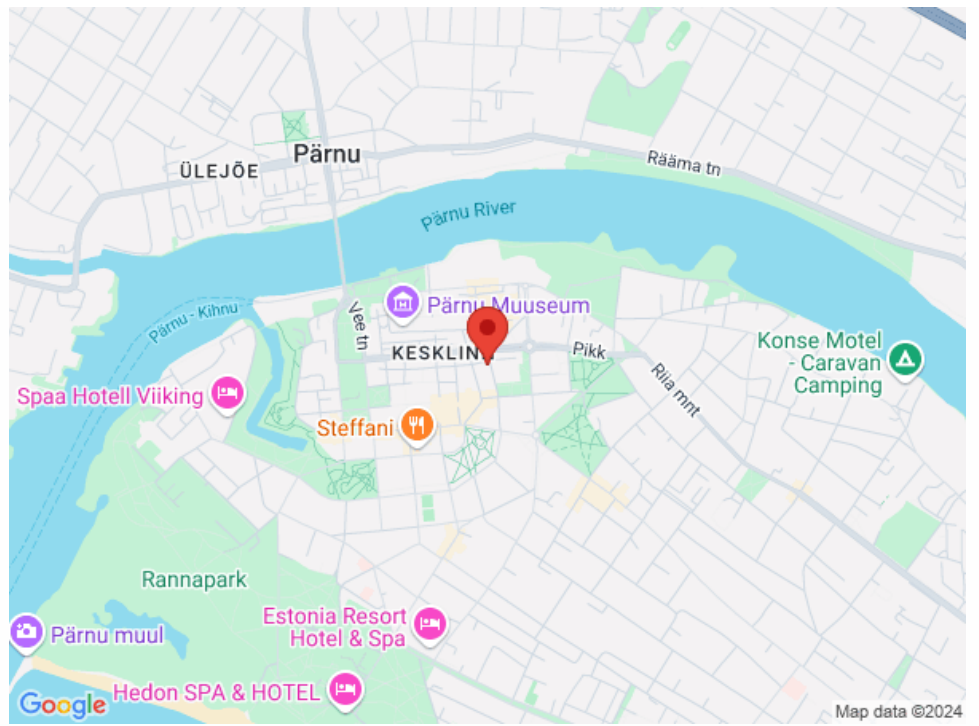 Rääma tn
Pärnu
ÜLEJÕE
Pärnu River
Pärnu Muuseum
Pärnu - Kihnu
Vee tn
KESKLINN
Pikk
Konse Motel
- Caravan
Camping
Riia mnt
Spaa Hotell Viiking
Steffani
Rannapark
Estonia Resort
Hotel & Spa
Pärnu muul
Hedon SPA & HOTEL
Google
Map data ©2024